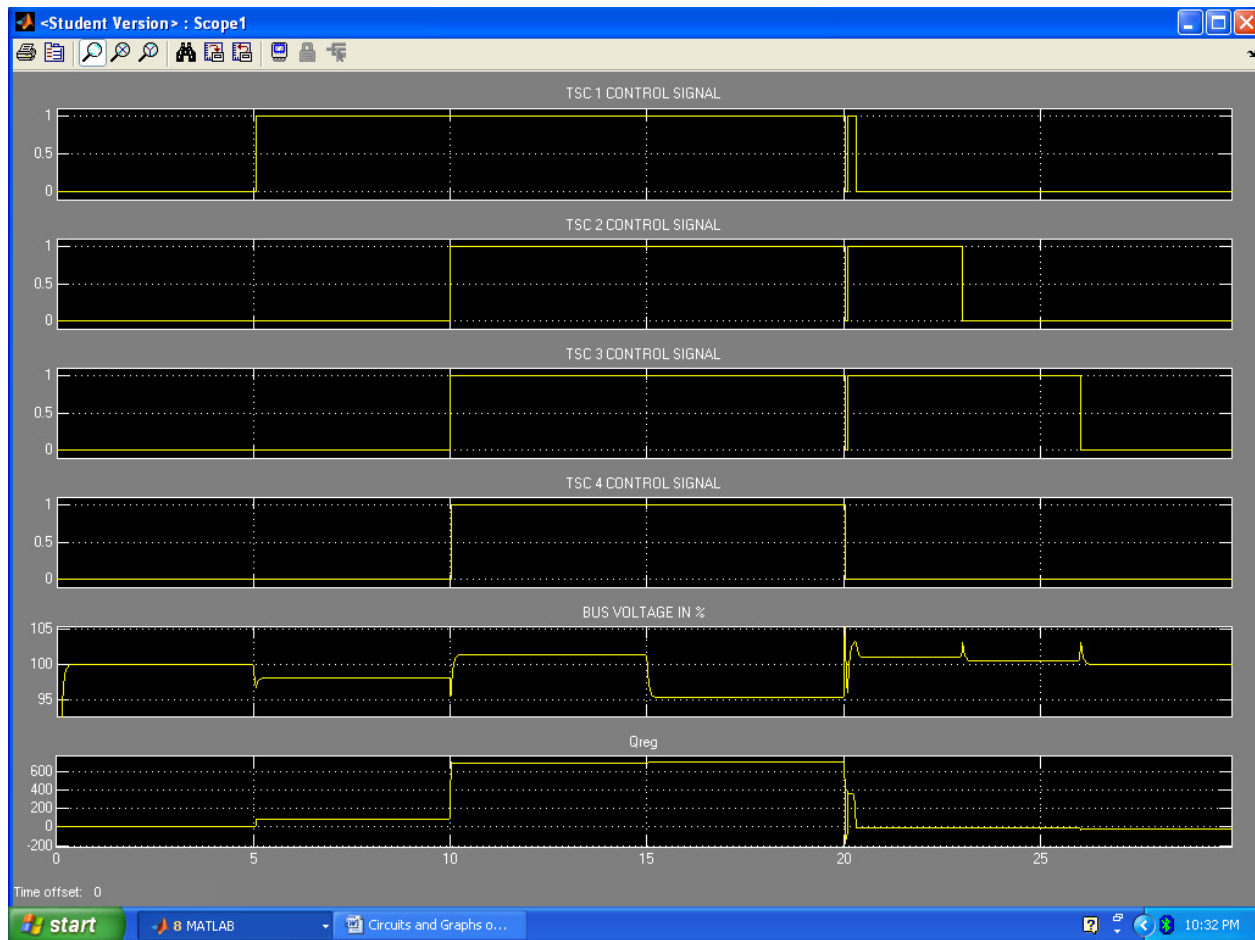 <Student Version> : Scope1
TSC 1 CONTROL SIGNAL
1
0.5
0
TSC 2 CONTROL SIGNAL
1
0.5
0
TSC 3 CONTROL SIGNAL
1
0.5
0
TSC 4 CONTROL SIGNAL
1
0.5
0
BUS VOLTAGE IN %
105
100
95
Qreg
600
400
200
0
-200
0 5 10 15 20 25
Time offset: 0
start 8 MATLAB Circuits and Graphs o... 10:32 PM